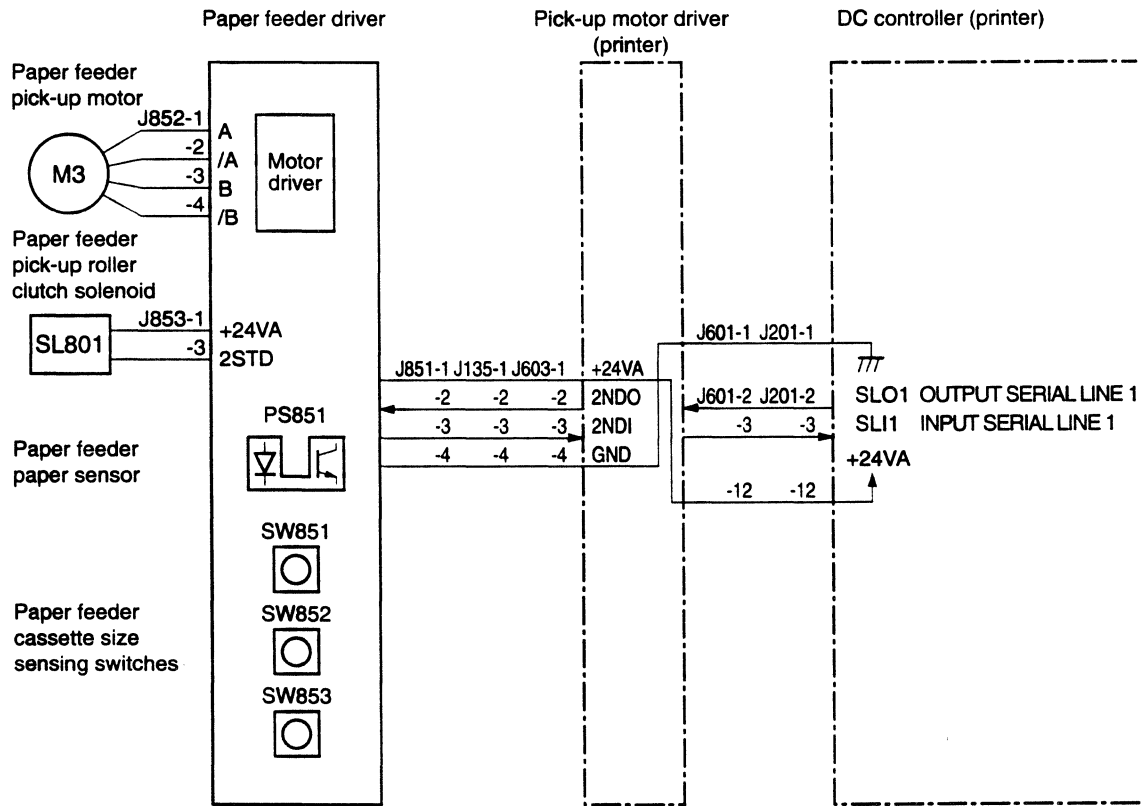 Paper feeder driver
Pick-up motor driver
(printer)
DC controller (printer)
Paper feeder
pick-up motor
J852-1
A
-2
/A
M3
-3
B
-4
/B
Motor
driver
Paper feeder
pick-up roller
clutch solenoid
SL801
J853-1
+24VA
-3
2STD
J851-1 J135-1 J603-1 +24VA
-2 -2 -2 2NDO
-3 -3 -3 2NDI
-4 -4 -4 GND
J601-1 J201-1
J601-2 J201-2
-3 -3
-12 -12
SLO1 OUTPUT SERIAL LINE 1
SLI1 INPUT SERIAL LINE 1
+24VA
PS851
Paper feeder
paper sensor
SW851
SW852
Paper feeder
cassette size
sensing switches
SW853